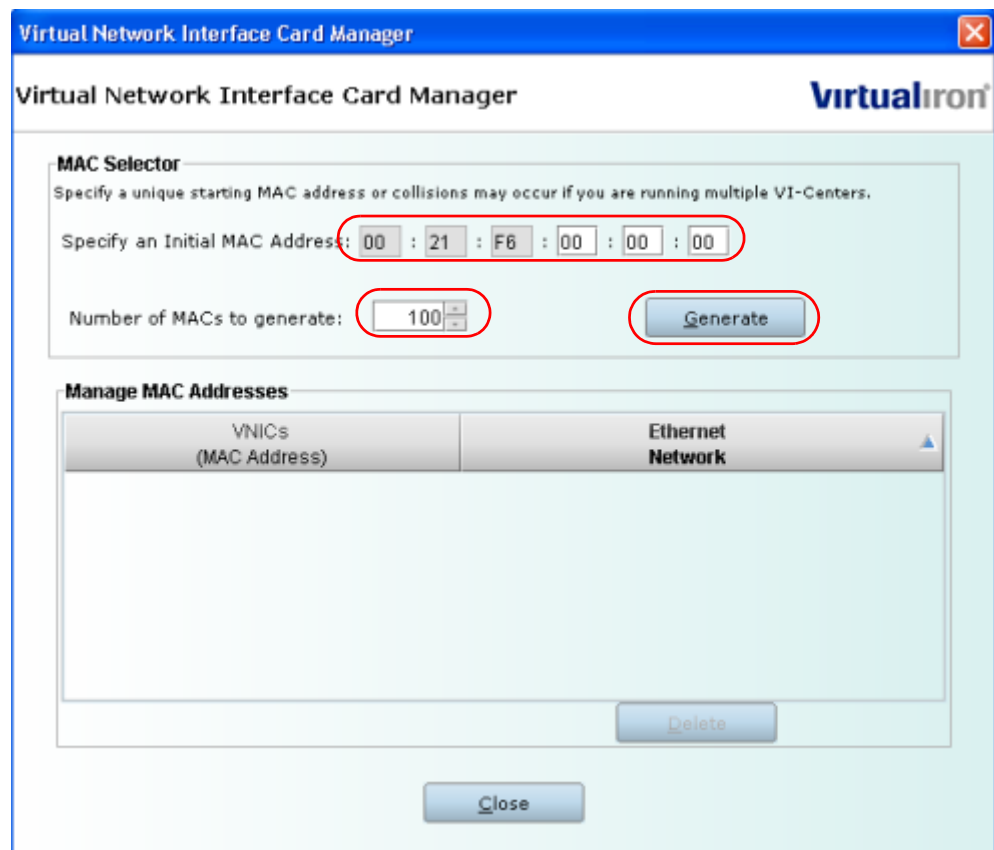 Virtual Network Interface Card Manager
Virtual Network Interface Card Manager
Virtualiron
MAC Selector
Specify a unique starting MAC address or collisions may occur if you are running multiple VI-Centers.
Specify an Initial MAC Address: 00 : 21 : F6 : 00 : 00 : 00
Number of MACs to generate: 100 Generate
Manage MAC Addresses
VNICs
(MAC Address)
Ethernet
Network
Delete
Close